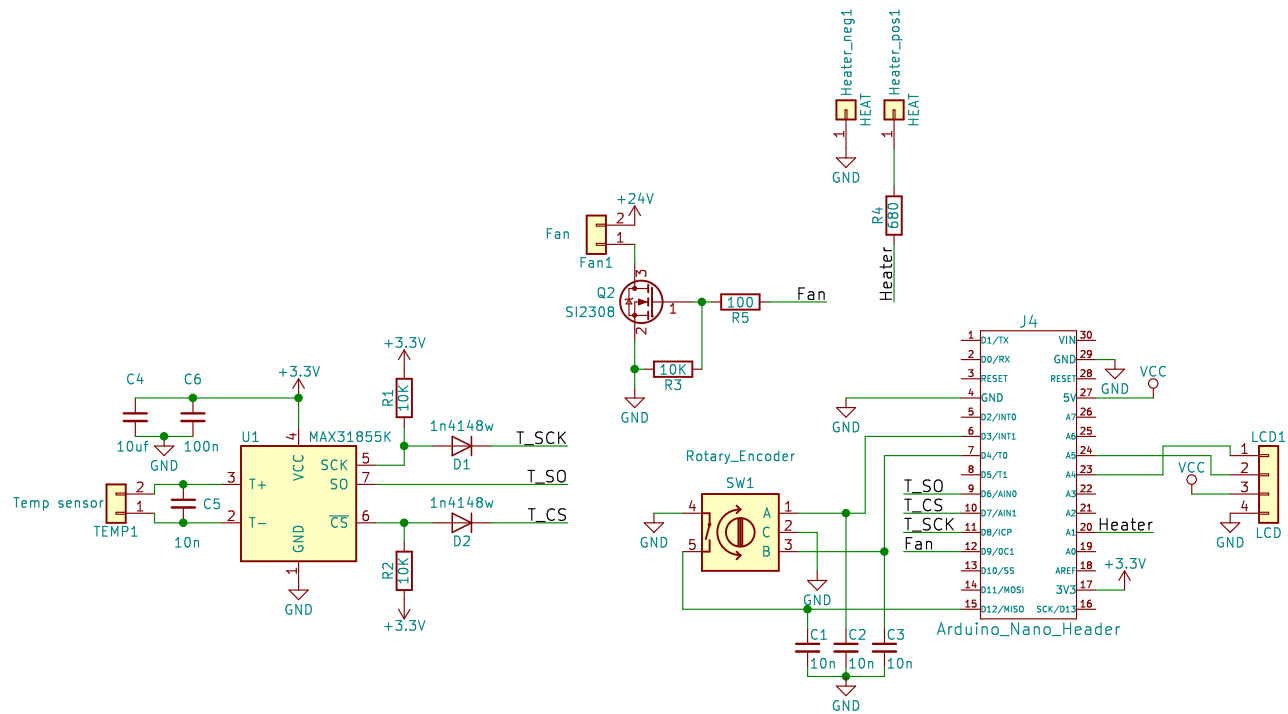 Heater_neg1
HEAT
1
GND
Heater_pos1
HEAT
1
R4
680
Heater
+24V
Fan
2
1
Fan1
3
Q2
SI2308
1
2
100
R5
Fan
10K
R3
GND
+3.3V
C4
C6
10uf
100n
GND
+3.3V
R1
10K
1n4148w
D1
T_SCK
U1
MAX31855K
4
VCC
SCK
5
SO
7
T_SO
T+
3
T-
2
CS
6
GND
1
GND
Temp sensor
2
1
TEMP1
C5
10n
1n4148w
D2
T_CS
R2
10K
+3.3V
Rotary_Encoder
SW1
4
5
A
C
B
1
2
3
GND
GND
C1
10n
C2
10n
C3
10n
GND
GND
J4
1
D1/TX
2
D0/RX
3
RESET
4
GND
5
D2/INT0
6
D3/INT1
7
D4/T0
8
D5/T1
9
D6/AIN0
10
D7/AIN1
11
D8/ICP
12
D9/OC1
13
D10/SS
14
D11/MOSI
15
D12/MISO
VIN
30
GND
29
RESET
28
5V
27
A7
26
A6
25
A5
24
A4
23
A3
22
A2
21
A1
20
A0
19
AREF
18
3V3
17
SCK/D13
16
Arduino_Nano_Header
T_SO
T_CS
T_SCK
Fan
GND
VCC
Heater
+3.3V
VCC
GND
LCD1
1
2
3
4
LCD